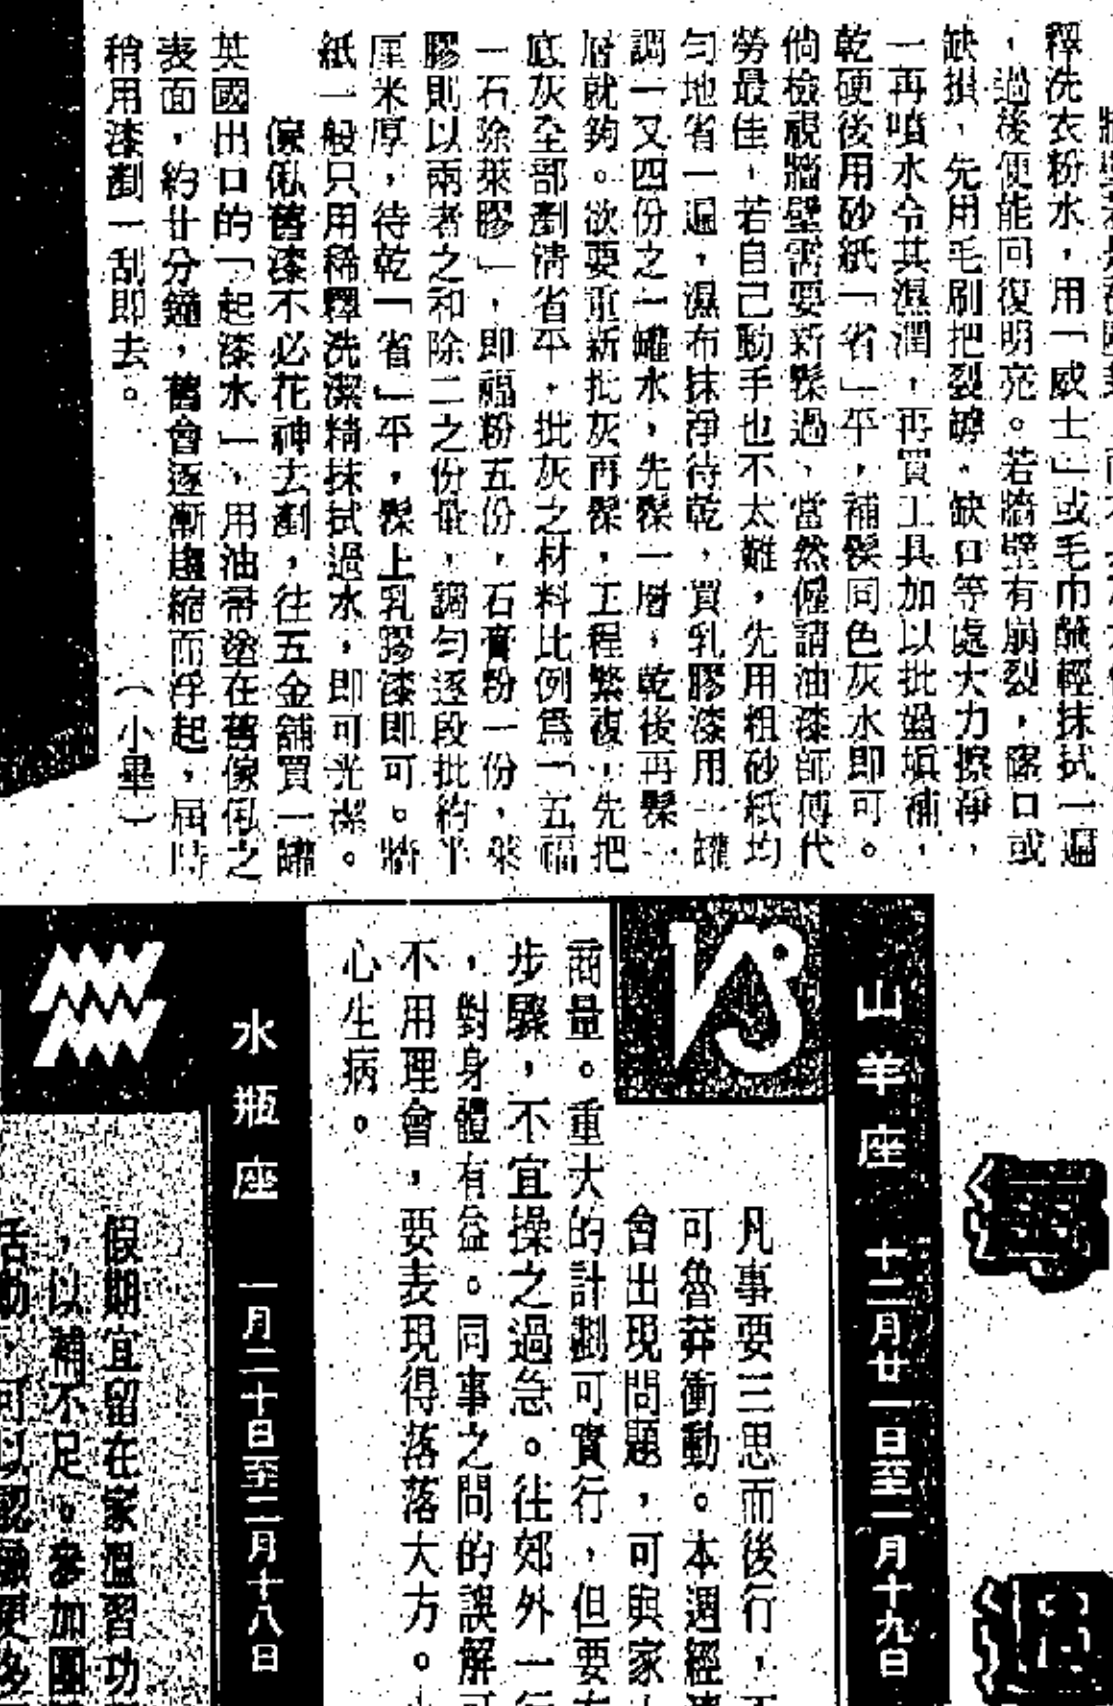 釋洗衣粉水，用「威士」或毛巾蘸輕抹拭一遍
，過後便能回復明亮。若牆壁有崩裂，窿口或
缺損，先用毛刷把裂罅、缺口等處大力擦淨，
一再噴水令其濕潤，再買工具加以批盪填補，
乾硬後用砂紙「省」平，補髹同色灰水即可。
倘檢視牆壁需要新髹過，當然僱請油漆師傅代
勞最佳，若自己動手也不太難，先用粗砂紙均
勻地省一遍，濕布抹淨待乾，買乳膠漆用一罐
調一又四份之一罐水，先髹一層，乾後再髹一
層就夠。欲要重新批灰再髹，工程繁複，先把
底灰全部剷清省平，批灰之材料比例為「五福
一石除萊膠」，即福粉五份，石膏粉一份，萊
膠則以兩者之和除二之份量，調勻逐段批約半
厘米厚，待乾「省」平，髹上乳膠漆即可。牆
紙一般只用稀釋洗潔精抹拭過水，即可光潔。
傢俬舊漆不必花神去剷，往五金舖買一罐
英國出口的「起漆水」，用油帚塗在舊傢俬之
表面，約廿分鐘，舊會逐漸趨縮而浮起，屆時
稍用漆剷一刮即去。　（小畢）
山羊座 十二月廿一日至一月十九日
凡事要三思而後行，
可魯莽衝動。本週經
會出現問題，可與家
商量。重大的計劃可實行，但要
步驟，不宜操之過急。往郊外一行
，對身體有益。同事之間的誤解
不用理會，要表現得落落大方。
心生病。
水瓶座 一月二十日至二月十八日
假期宜留在家溫習功
，以補不足。參加團
活動，可以認識更多
運
週